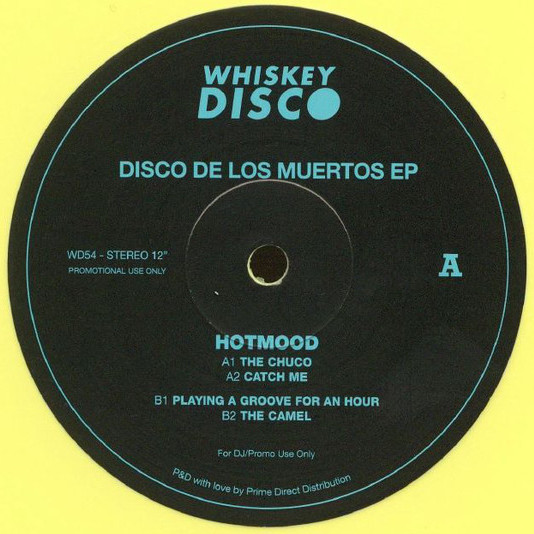 WHISKEY
DISCO
DISCO DE LOS MUERTOS EP
WD54 - STEREO 12"
PROMOTIONAL USE ONLY
A
HOTMOOD
A1 THE CHUCO
A2 CATCH ME
B1 PLAYING A GROOVE FOR AN HOUR
B2 THE CAMEL
For DJ/Promo Use Only
P&D with love by Prime Direct Distribution